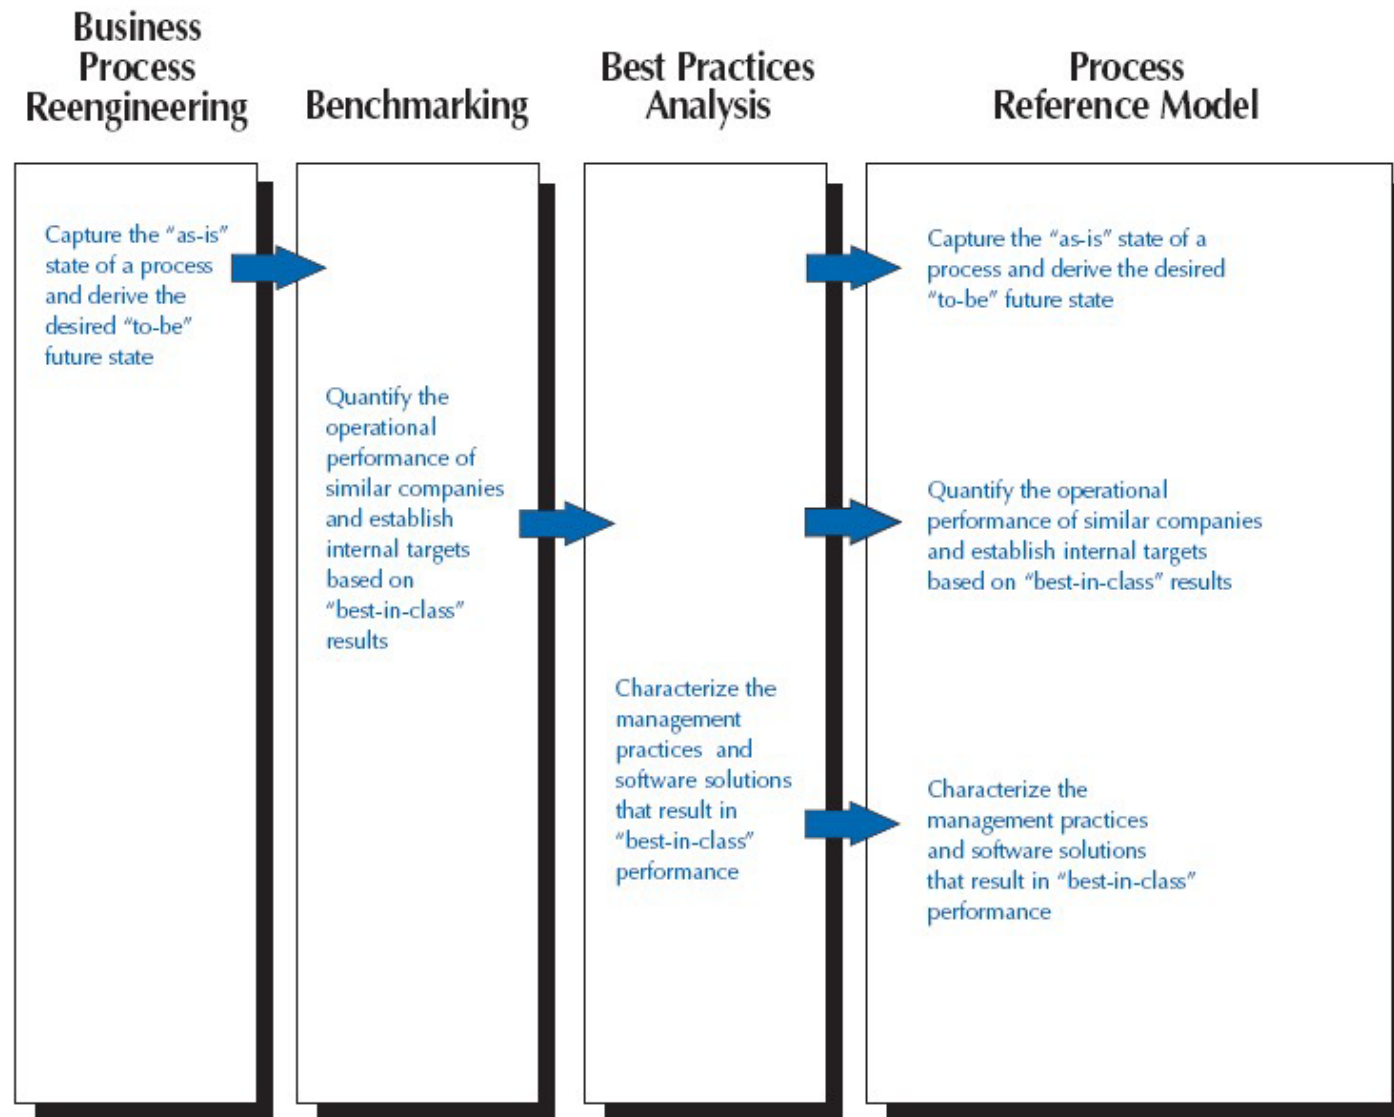 Business
Process
Reengineering
Benchmarking
Best Practices
Analysis
Process
Reference Model
Capture the “as-is”
state of a process
and derive the
desired “to-be”
future state
Quantify the
operational
performance of
similar companies
and establish
internal targets
based on
“best-in-class”
results
Characterize the
management
practices and
software solutions
that result in
“best-in-class”
performance
Capture the “as-is” state of a
process and derive the desired
“to-be” future state
Quantify the operational
performance of similar companies
and establish internal targets
based on “best-in-class” results
Characterize the
management practices
and software solutions
that result in “best-in-class”
performance